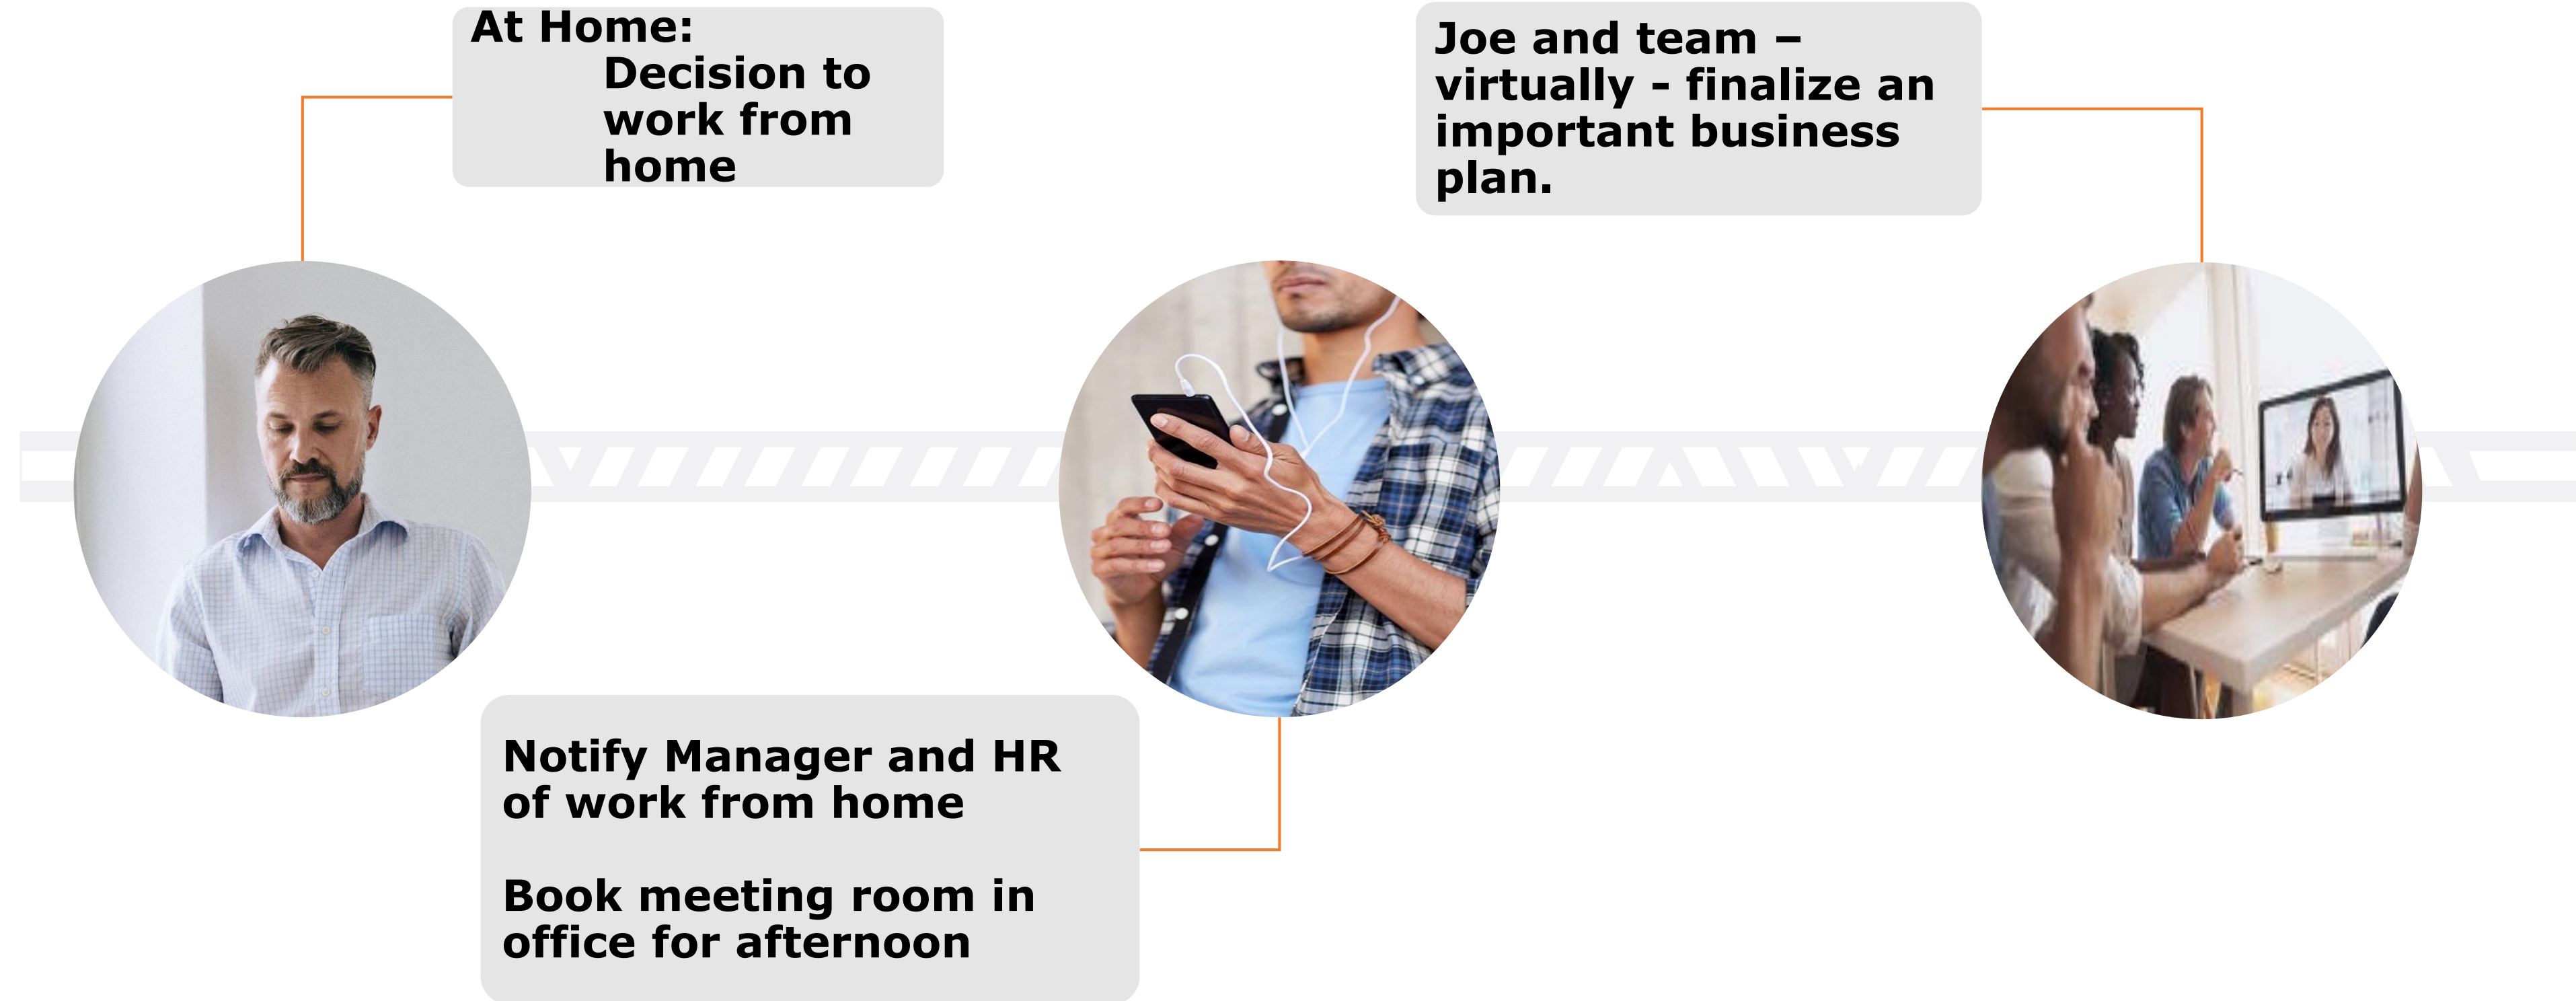 At Home:
Decision to
work from
home
Notify Manager and HR
of work from home
Book meeting room in
office for afternoon
Joe and team –
virtually - finalize an
important business
plan.